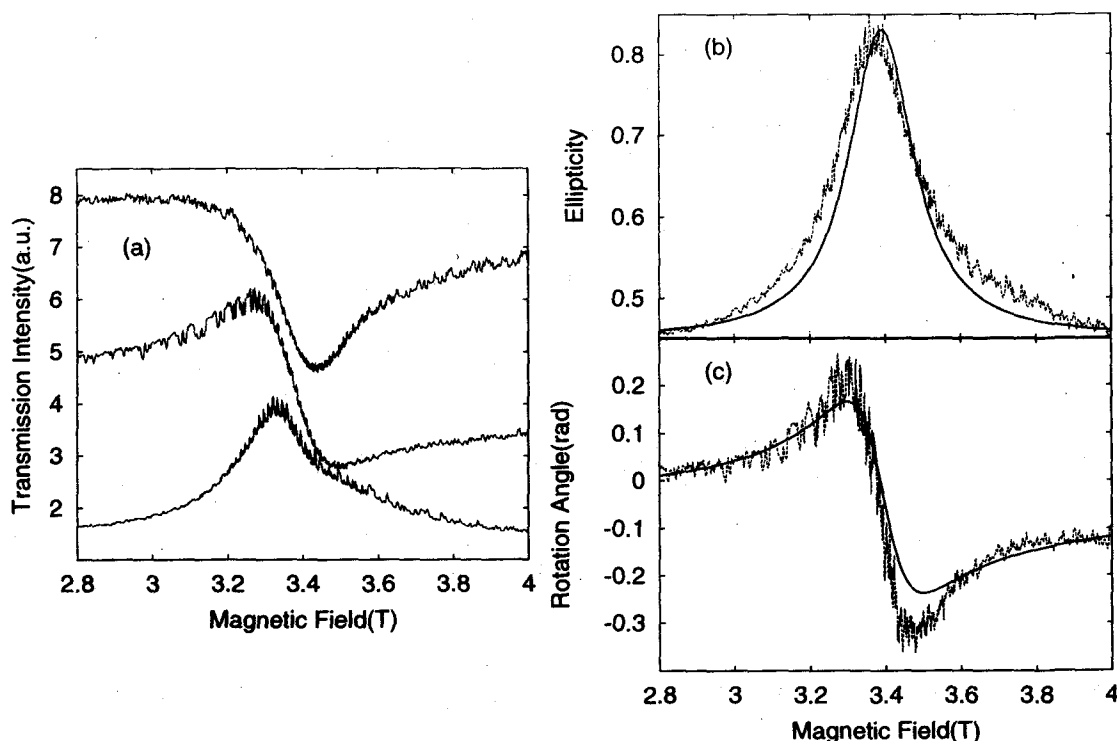 (a)
Transmission Intensity(a.u.)
8
7
6
5
4
3
2
2.8 3 3.2 3.4 3.6 3.8 4
Magnetic Field(T)
(b)
Ellipticity
0.8
0.7
0.6
0.5
(c)
Rotation Angle(rad)
0.2
0.1
0
-0.1
-0.2
-0.3
2.8 3 3.2 3.4 3.6 3.8 4
Magnetic Field(T)